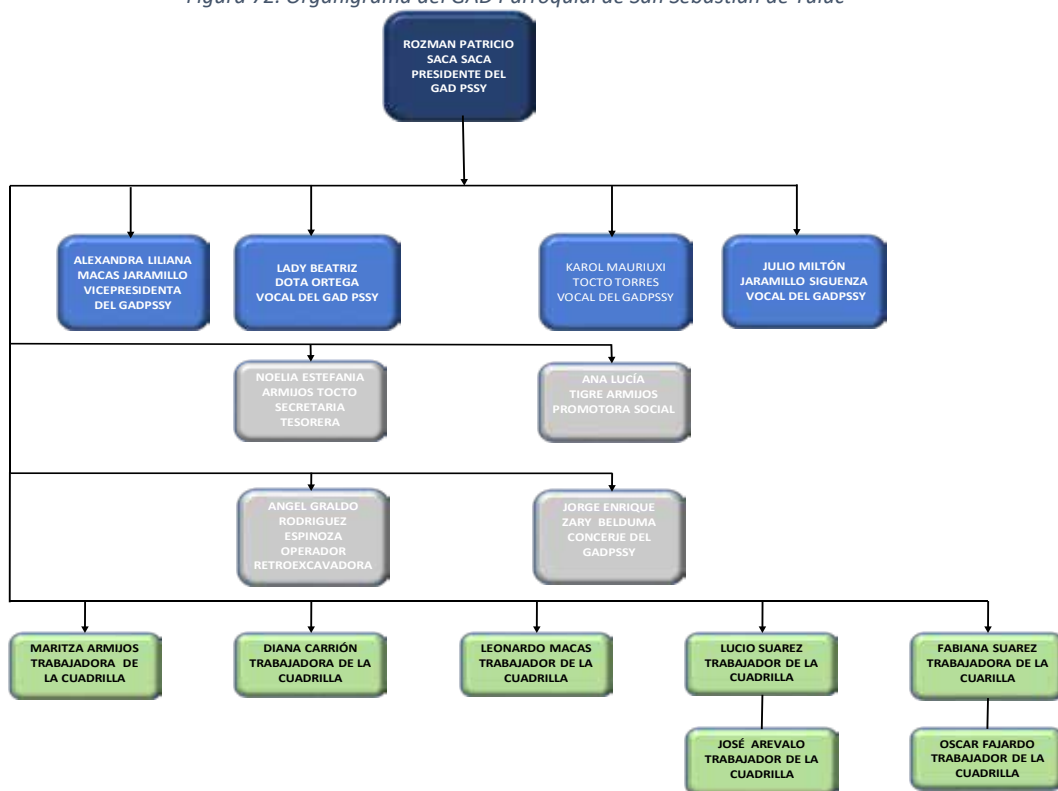 Figura 72. Organigrama del GAD Parroquial de San Sebastián de Yúluc
ROZMAN PATRICIO
SACA SACA
PRESIDENTE DEL
GAD PSSY
ALEXANDRA LILIANA
MACAS JARAMILLO
VICEPRESIDENTA
DEL GADPSSY
LADY BEATRIZ
DOTA ORTEGA
VOCAL DEL GAD PSSY
KAROL MAURIUXI
TOCTO TORRES
VOCAL DEL GADPSSY
JULIO MILTÓN
JARAMILLO SIGUENZA
VOCAL DEL GADPSSY
NOELIA ESTEFANIA
ARMIJOS TOCTO
SECRETARIA
TESORERA
ANA LUCÍA
TIGRE ARMIJOS
PROMOTORA SOCIAL
ANGEL GRALDO
RODRIGUEZ
ESPINOZA
OPERADOR
RETROEXCAVADORA
JORGE ENRIQUE
ZARY BELDUMA
CONCERJE DEL
GADPSSY
MARITZA ARMIJOS
TRABAJADORA DE
LA CUADRILLA
DIANA CARRIÓN
TRABAJADORA DE LA
CUADRILLA
LEONARDO MACAS
TRABAJADOR DE LA
CUADRILLA
LUCIO SUAREZ
TRABAJADOR DE LA
CUADRILLA
FABIANA SUAREZ
TRABAJADORA DE LA
CUARILLA
JOSÉ AREVALO
TRABAJADOR DE LA
CUADRILLA
OSCAR FAJARDO
TRABAJADOR DE LA
CUADRILLA